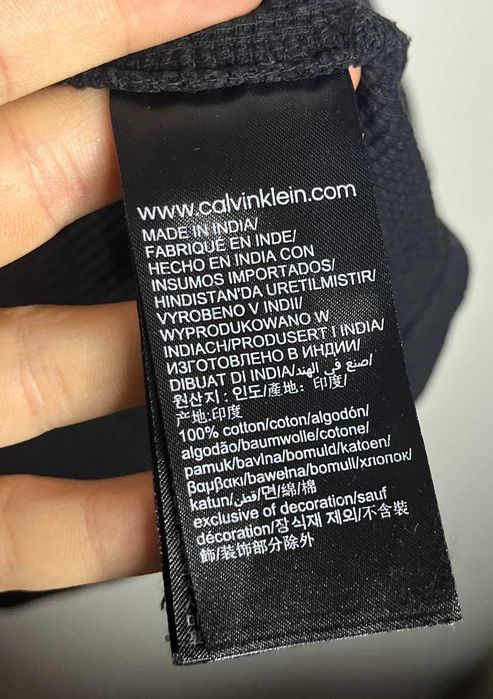 www.calvinklein.com
MADE IN INDIA/
FABRIQUE EN INDE/
HECHO EN INDIA CON
INSUMOS IMPORTADOS/
HINDISTAN'DA URETILMISTIR/
VYROBENO V INDII/
WYPRODUKOWANO W
INDIACH/PRODUSERT I INDIA/
ИЗГОТОВЛЕНО В ИНДИИ/
DIBUAT DI INDIA/صنع في الهند/
원산지 : 인도/產地: 印度/
产地:印度
100% cotton/coton/algodón/
algodão/baumwolle/cotone/
pamuk/bavlna/bomuld/katoen/
βαμβακι/bawełna/bomull/хлопок/
katun/قطن/면/綿/棉
exclusive of decoration/sauf
décoration/장식재 제외/不含裝
飾/装饰部分除外